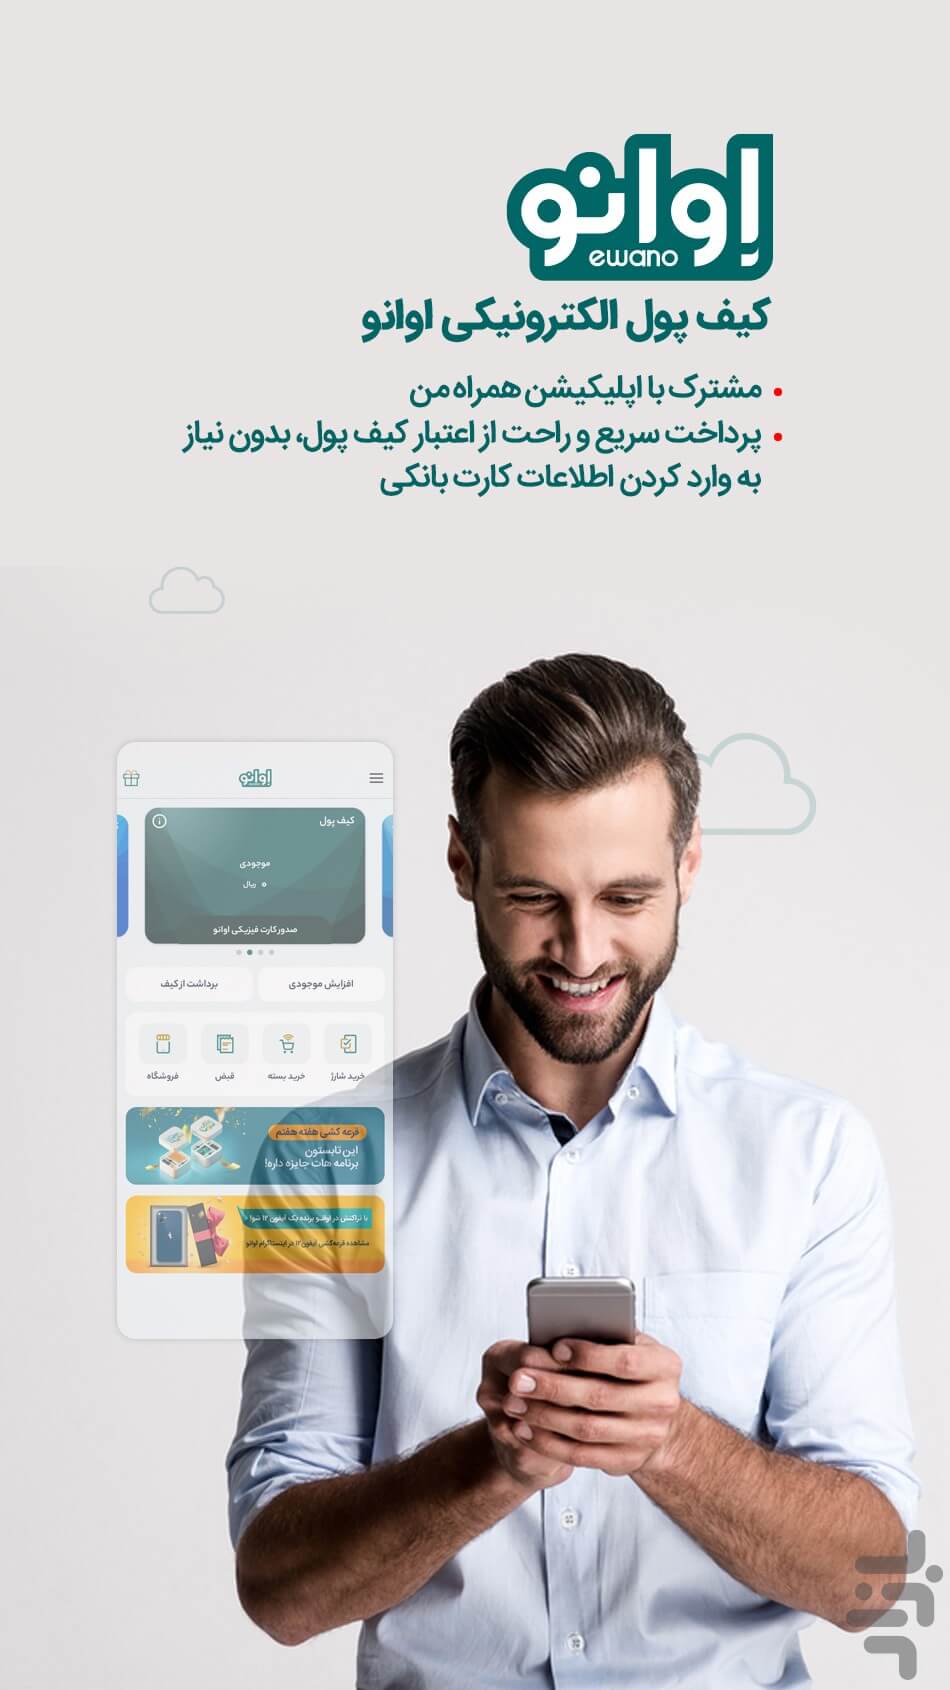 اوانو
ewano
کیف پول الکترونیکی اوانو
• مشترک با اپلیکیشن همراه من
• پرداخت سریع و راحت از اعتبار کیف پول، بدون نیاز
به وارد کردن اطلاعات کارت بانکی
اوانو
کیف پول
موجودی
۰ ریال
صدور کارت فیزیکی اوانو
افزایش موجودی
برداشت از کیف
خرید شارژ
خرید بسته
قبض
فروشگاه
قرعه کشی هفته هفتم
این تابستون
برنامه هات جایزه داره!
با تراکنش در اوانو برنده یک آیفون ۱۲ شو!
مشاهده قرعه‌کشی آیفون ۱۲ در اینستاگرام اوانو
بازار